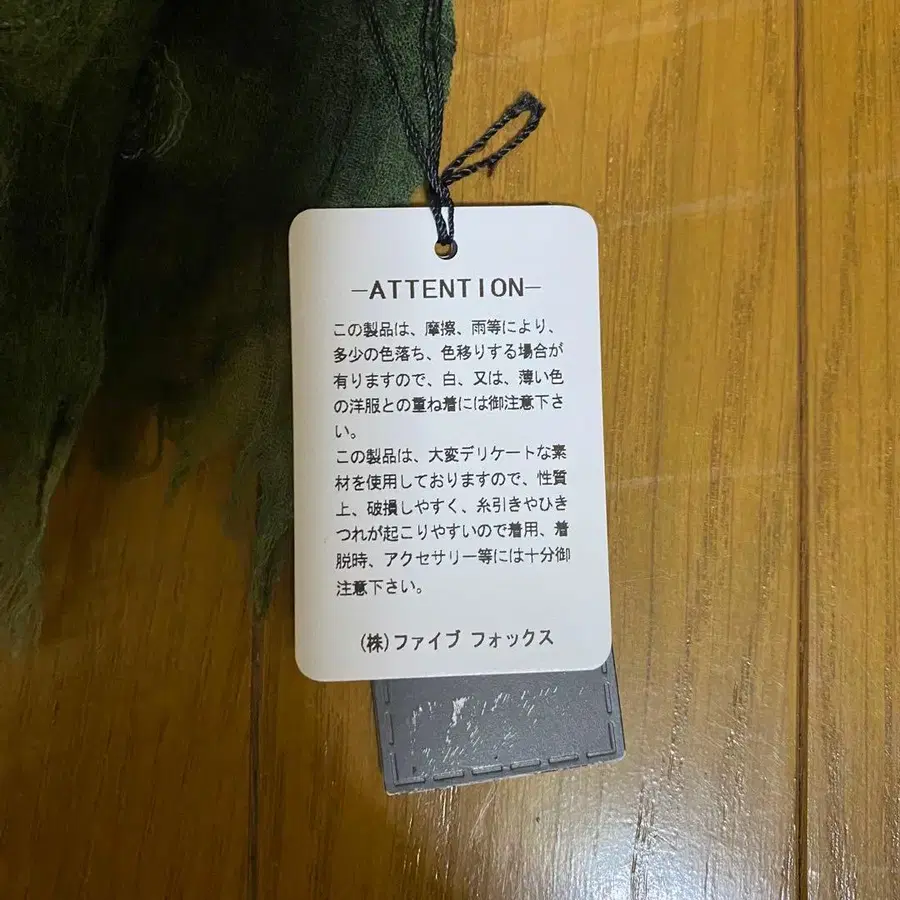 —ATTENTION—
この製品は、摩擦、雨等により、
多少の色落ち、色移りする場合が
有りますので、白、又は、薄い色
の洋服との重ね着には御注意下さ
い。
この製品は、大変デリケートな素
材を使用しておりますので、性質
上、破損しやすく、糸引きやひき
つれが起こりやすいので着用、着
脱時、アクセサリー等には十分御
注意下さい。
(株)ファイブ フォックス